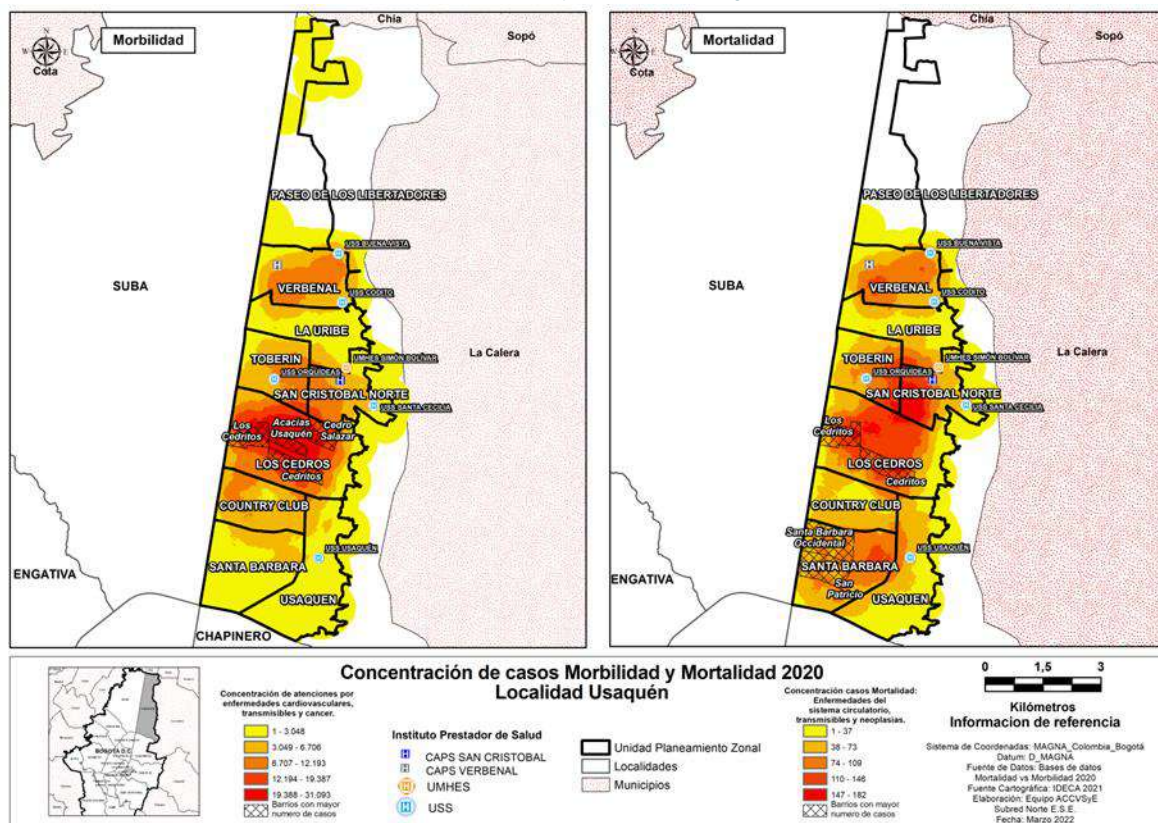 Morbilidad
N
W
E
S
Cota
Chía
Sopó
PASEO DE LOS LIBERTADORES
USS BUENA VISTA
H
SUBA
VERBENAL
USS CODITO
LA URIBE
La Calera
TOBERIN
UMHES SIMÓN BOLÍVAR
USS ORQUÍDEAS
SAN CRISTOBAL NORTE
USS SANTA CECILIA
Los
Cedritos
Acacias
Usaquén
Cedro
Salazar
LOS CEDROS
Cedritos
COUNTRY CLUB
USS USAQUÉN
SANTA BARBARA
ENGATIVA
USAQUEN
CHAPINERO
Mortalidad
N
W
E
S
Cota
Chía
Sopó
PASEO DE LOS LIBERTADORES
USS BUENA VISTA
H
SUBA
VERBENAL
USS CODITO
LA URIBE
La Calera
TOBERIN
UMHES SIMÓN BOLÍVAR
USS ORQUÍDEAS
SAN CRISTOBAL NORTE
USS SANTA CECILIA
Los
Cedritos
LOS CEDROS
Cedritos
COUNTRY CLUB
Santa Barbara
Occidental
USS USAQUÉN
SANTA BARBARA
San
Patricio
ENGATIVA
USAQUEN
CHAPINERO
BOGOTÁ D.C.
Concentración de casos Morbilidad y Mortalidad 2020
Localidad Usaquén
Concentración de atenciones por
enfermedades cardiovasculares,
transmisibles y cancer.
1 - 3.048
3.049 - 6.706
6.707 - 12.193
12.194 - 19.387
19.388 - 31.093
Barrios con mayor
numero de casos
Instituto Prestador de Salud
H CAPS SAN CRISTOBAL
H CAPS VERBENAL
H UMHES
H USS
Unidad Planeamiento Zonal
Localidades
Municipios
Concentración casos Mortalidad:
Enfermedades del
sistema circulatorio,
transmisibles y neoplasias.
1 - 37
38 - 73
74 - 109
110 - 146
147 - 182
Barrios con mayor
numero de casos
0 1,5 3
Kilómetros
Informacion de referencia
Sistema de Coordenadas: MAGNA_Colombia_Bogotá
Datum: D_MAGNA
Fuente de Datos: Bases de datos
Mortalidad vs Morbilidad 2020
Fuente Cartográfica: IDECA 2021
Elaboración: Equipo ACCVSyE
Subred Norte E.S.E.
Fecha: Marzo 2022